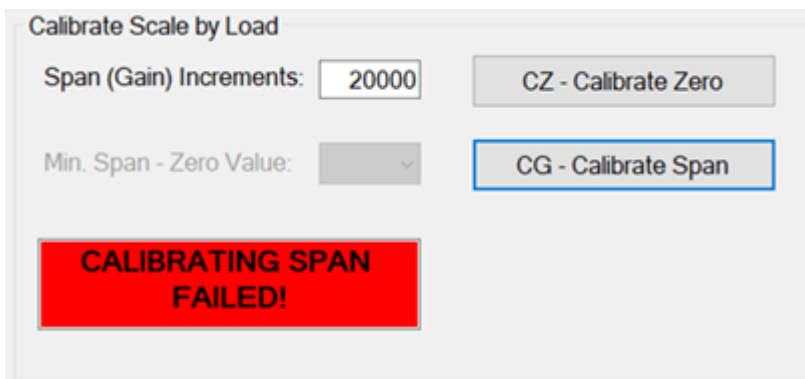 Calibrate Scale by Load
Span (Gain) Increments: 20000 CZ - Calibrate Zero
Min. Span - Zero Value: CG - Calibrate Span
CALIBRATING SPAN
FAILED!